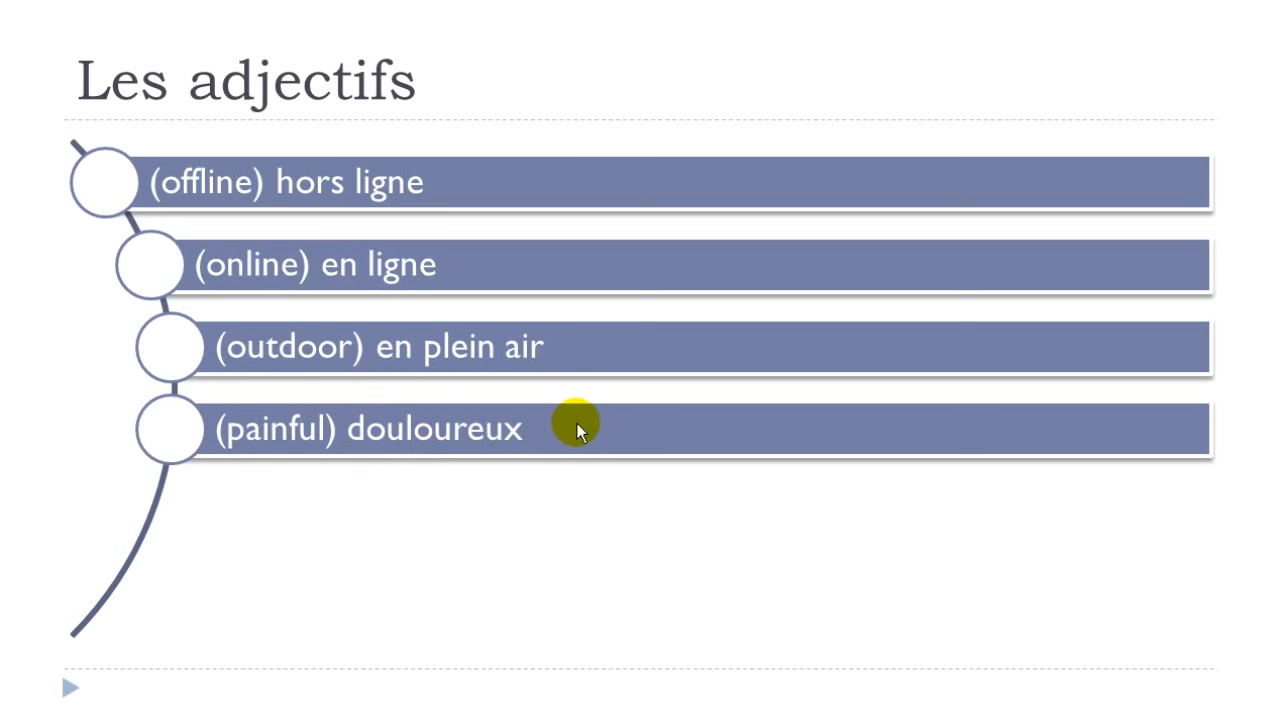 Les adjectifs
(offline) hors ligne
(online) en ligne
(outdoor) en plein air
(painful) douloureux